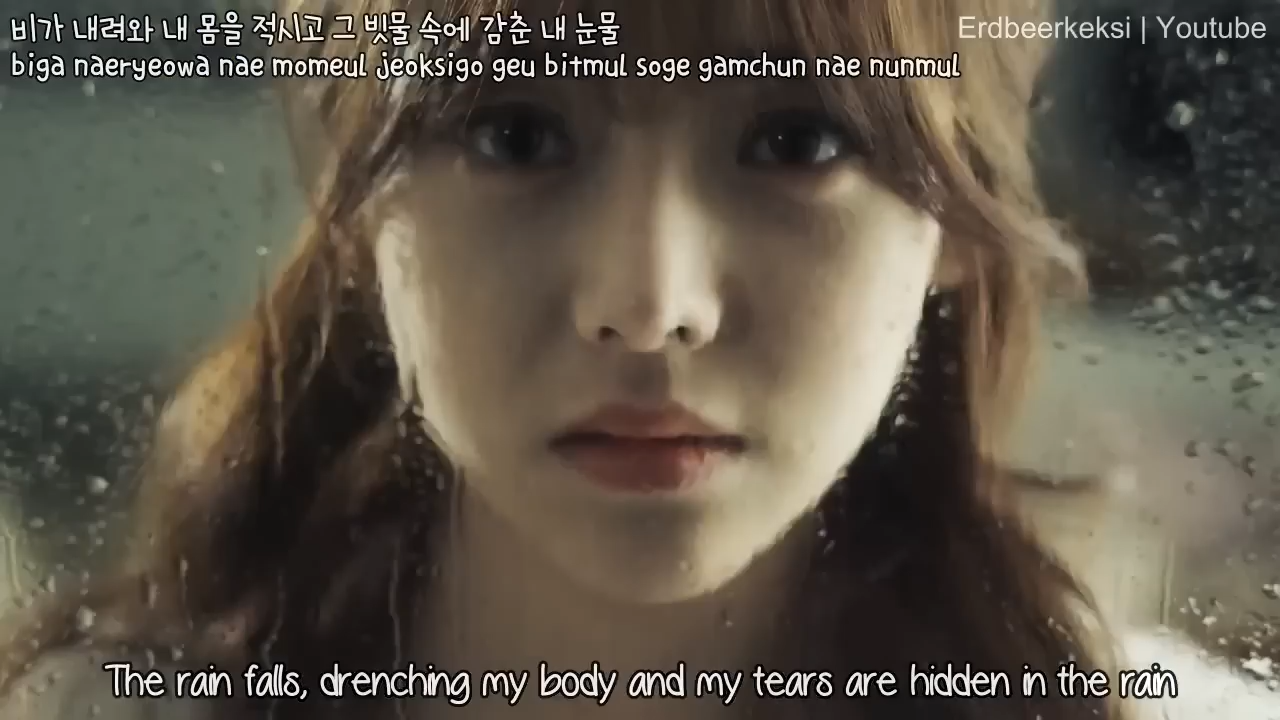 비가 내려와 내 몸을 적시고 그 빗물 속에 감춘 내 눈물
Erdbeerkeksi | Youtube
biga naeryeowa nae momeul jeoksigo geu bitmul soge gamchun nae nunmul
The rain falls, drenching my body and my tears are hidden in the rain